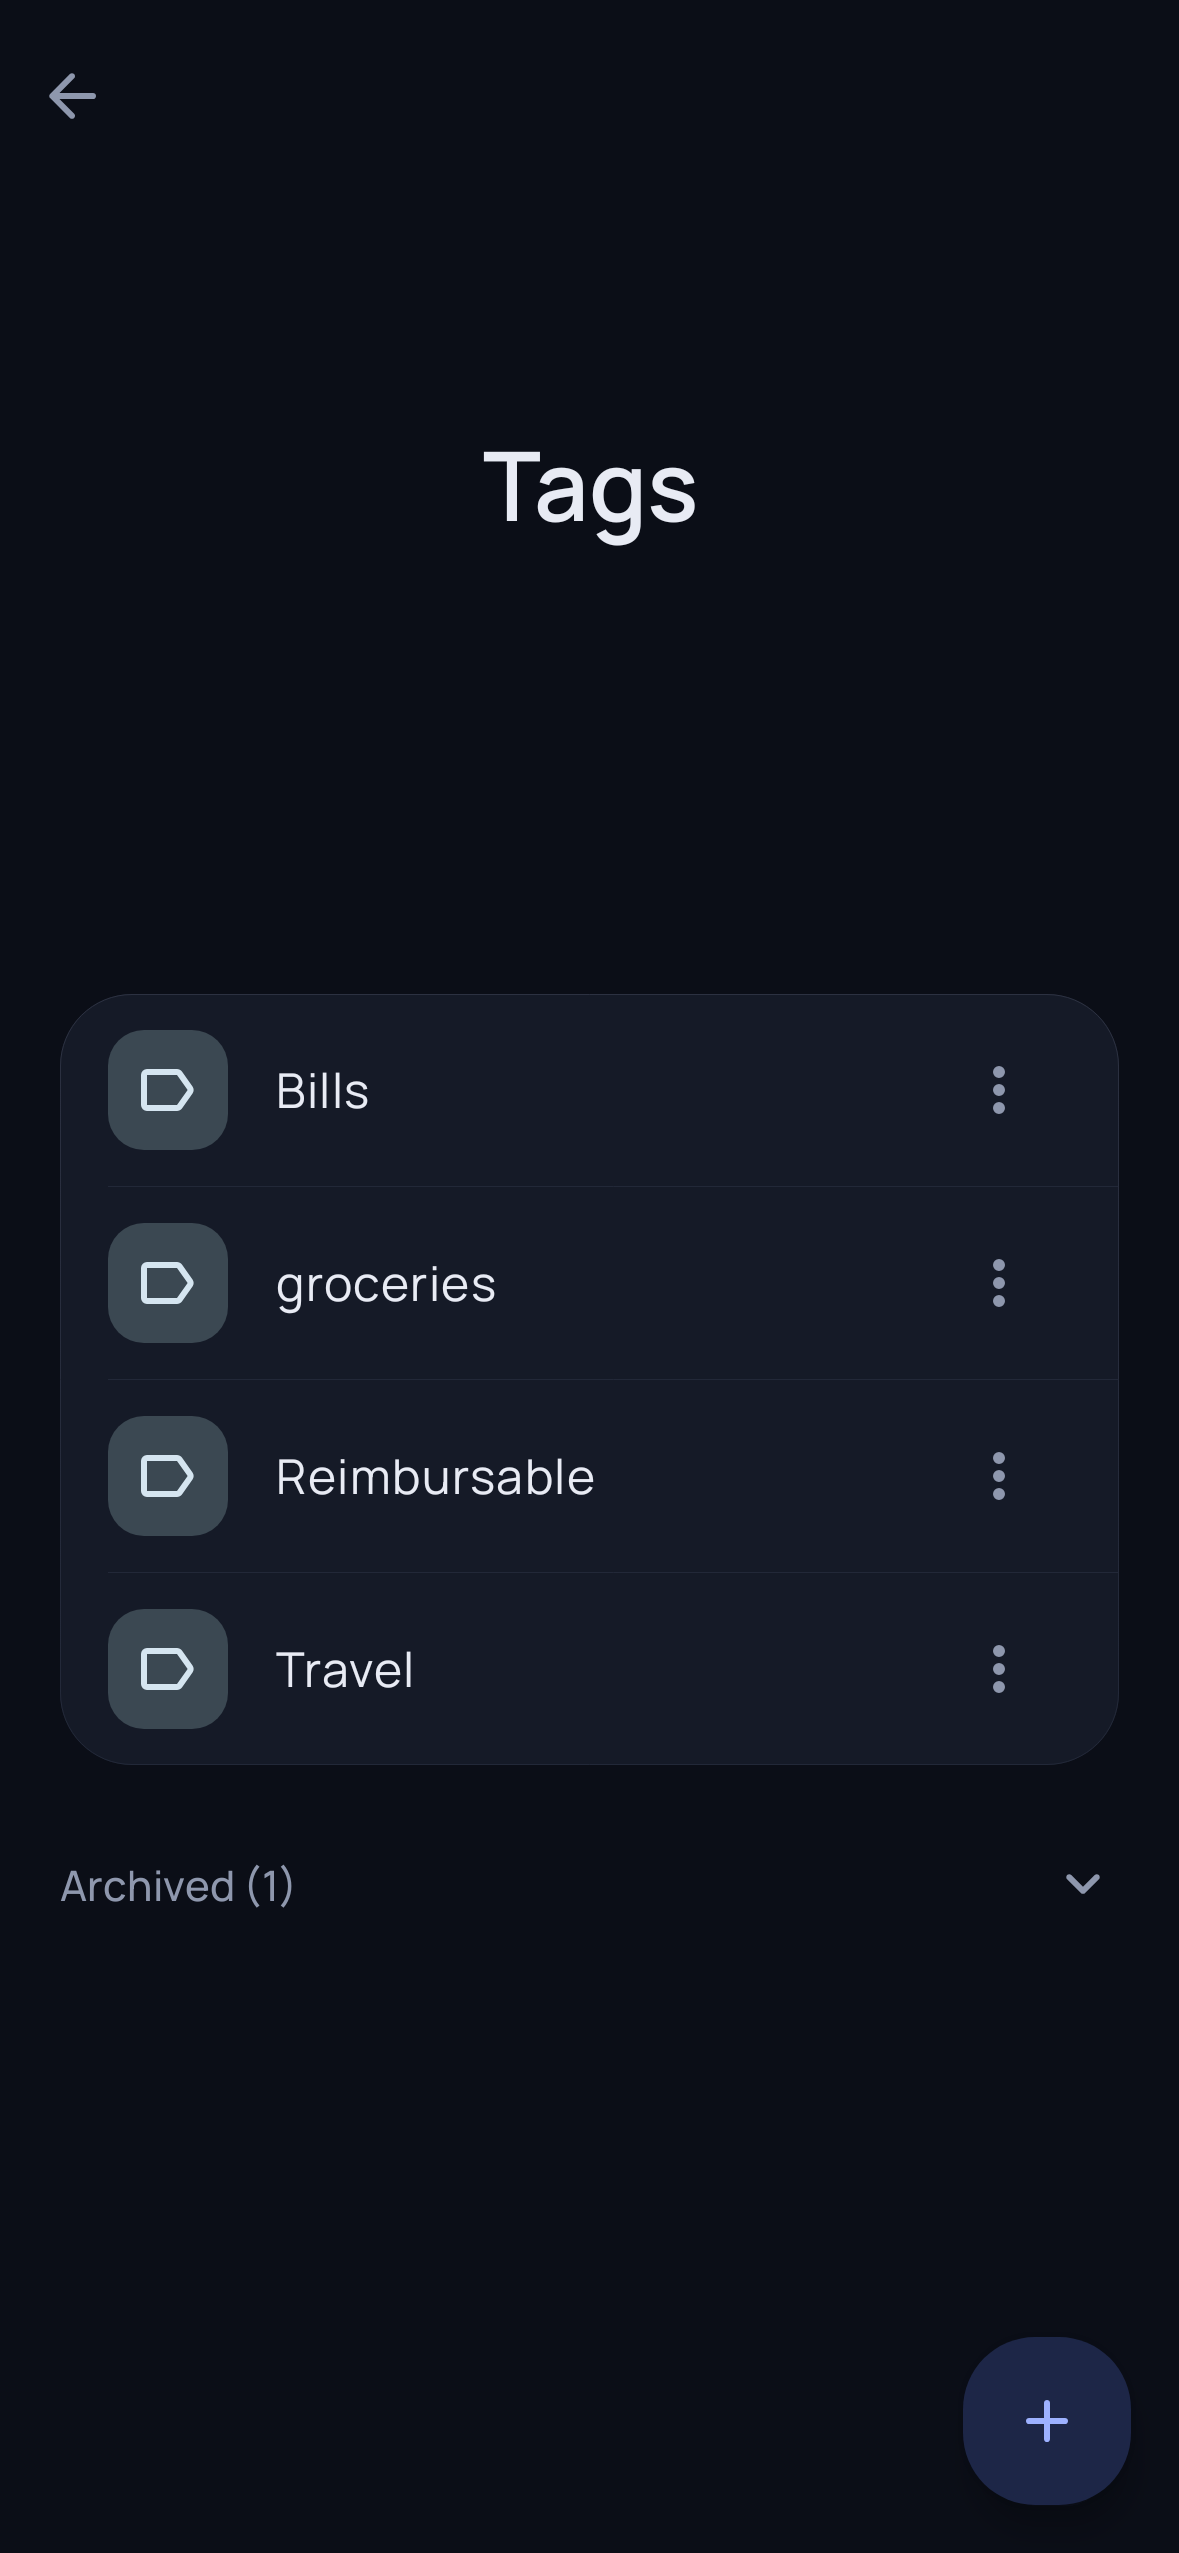 Tags
Bills
groceries
Reimbursable
Travel
Archived (1)